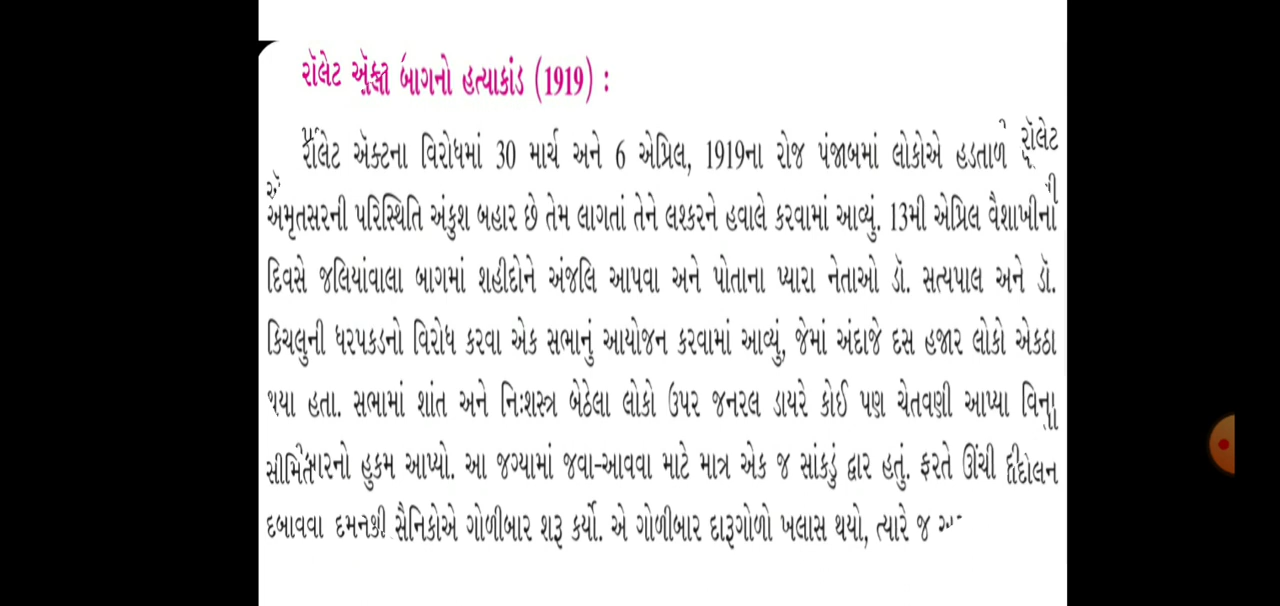 રૉલેટ ઍક્ટ બાગનો હત્યાકાંડ (1919) :
રૉલેટ ઍક્ટના વિરોધમાં 30 માર્ચ અને 6 એપ્રિલ, 1919ના રોજ પંજાબમાં લોકોએ હડતાળ રૉલેટ
અમૃતસરની પરિસ્થિતિ અંકુશ બહાર છે તેમ લાગતાં તેને લશ્કરને હવાલે કરવામાં આવ્યું. 13મી એપ્રિલ વૈશાખીના
દિવસે જલિયાંવાલા બાગમાં શહીદોને અંજલિ આપવા અને પોતાના પ્યારા નેતાઓ ડૉ. સત્યપાલ અને ડૉ.
કિચલુની ધરપકડનો વિરોધ કરવા એક સભાનું આયોજન કરવામાં આવ્યું, જેમાં અંદાજે દસ હજાર લોકો એકઠા
થયા હતા. સભામાં શાંત અને નિઃશસ્ત્ર બેઠેલા લોકો ઉપર જનરલ ડાયરે કોઈ પણ ચેતવણી આપ્યા વિના
હુકમ આપ્યો. આ જગ્યામાં જવા-આવવા માટે માત્ર એક જ સાંકડું દ્વાર હતું. ફરતે ઊંચી
દબાવવા સૈનિકોએ ગોળીબાર શરૂ કર્યો. એ ગોળીબાર દારૂગોળો ખલાસ થયો, ત્યારે જ